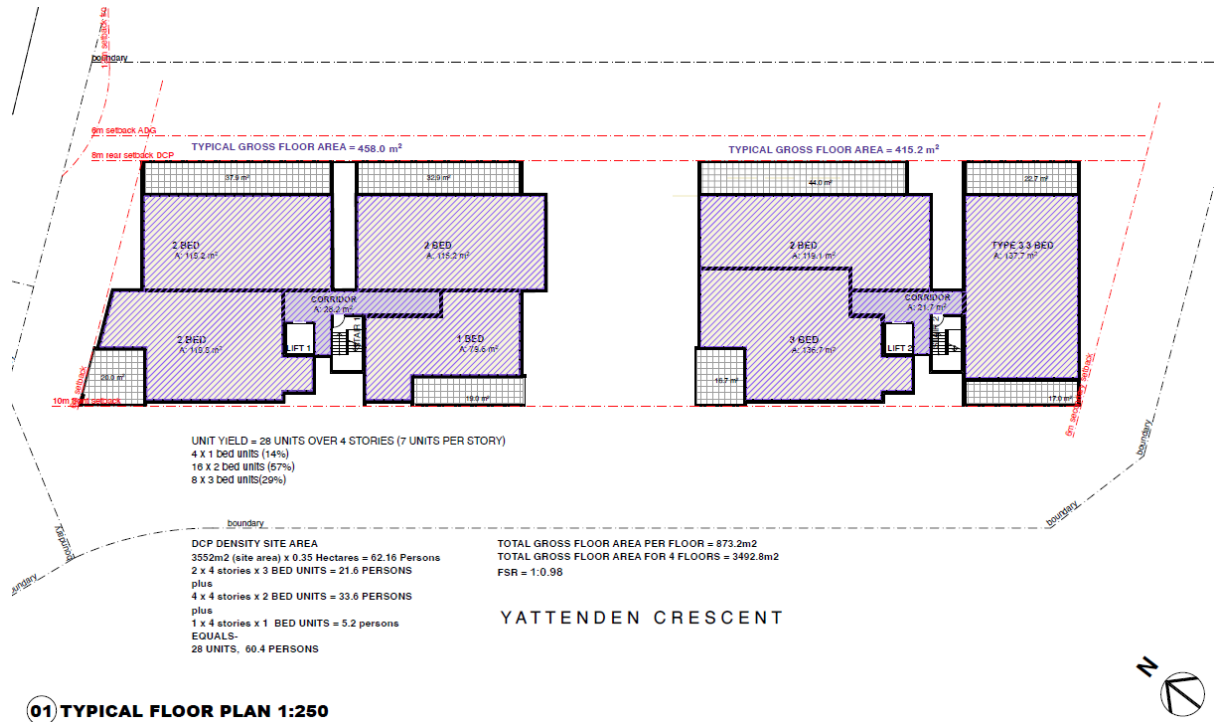 boundary
6m setback ADG
8m rear setback DCP
TYPICAL GROSS FLOOR AREA = 458.0 m²
TYPICAL GROSS FLOOR AREA = 415.2 m²
37.9 m²
32.9 m²
44.0 m²
22.7 m²
2 BED
2 BED
2 BED
TYPE 3 3 BED
A: 115.2 m²
A: 119.1 m²
A: 137.7 m²
CORRIDOR
CORRIDOR
A: 21.7 m²
2 BED
LIFT 1
1 BED
3 BED
LIFT 2
A: 79.6 m²
A: 136.7 m²
20.0 m²
19.0 m²
17.0 m²
setback
UNIT YIELD = 28 UNITS OVER 4 STORIES (7 UNITS PER STORY)
4 x 1 bed units (14%)
16 x 2 bed units (57%)
8 x 3 bed units(29%)
boundary
boundary
boundary
boundary
DCP DENSITY SITE AREA
3552m2 (site area) x 0.35 Hectares = 62.16 Persons
2 x 4 stories x 3 BED UNITS = 21.6 PERSONS
plus
4 x 4 stories x 2 BED UNITS = 33.6 PERSONS
plus
1 x 4 stories x 1 BED UNITS = 5.2 persons
EQUALS-
28 UNITS, 60.4 PERSONS
TOTAL GROSS FLOOR AREA PER FLOOR = 873.2m2
TOTAL GROSS FLOOR AREA FOR 4 FLOORS = 3492.8m2
FSR = 1:0.98
YATTENDEN CRESCENT
N
01 TYPICAL FLOOR PLAN 1:250